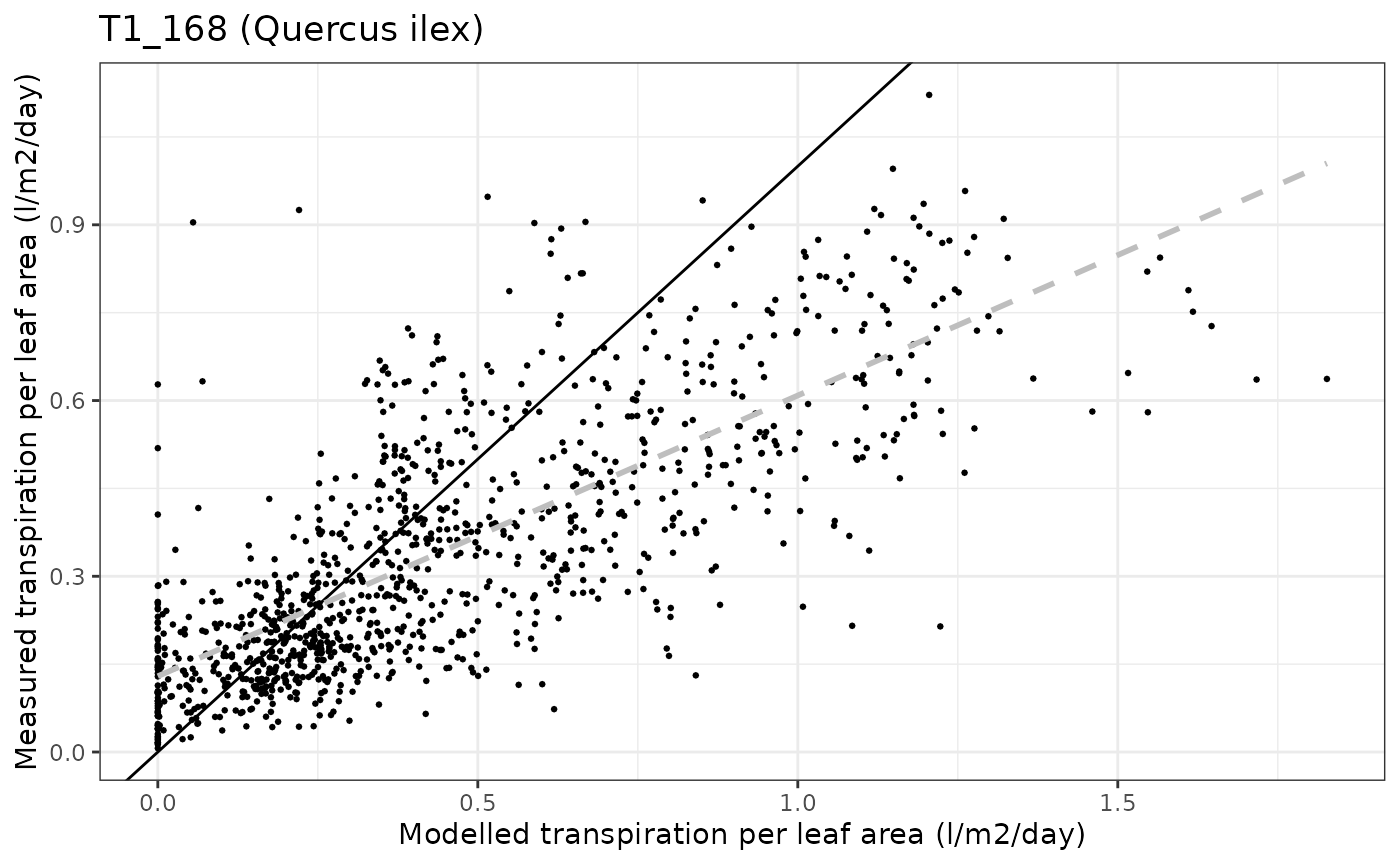 T1_168 (Quercus ilex)
Measured transpiration per leaf area (l/m2/day)
0.9
0.6
0.3
0.0
0.0 0.5 1.0 1.5
Modelled transpiration per leaf area (l/m2/day)